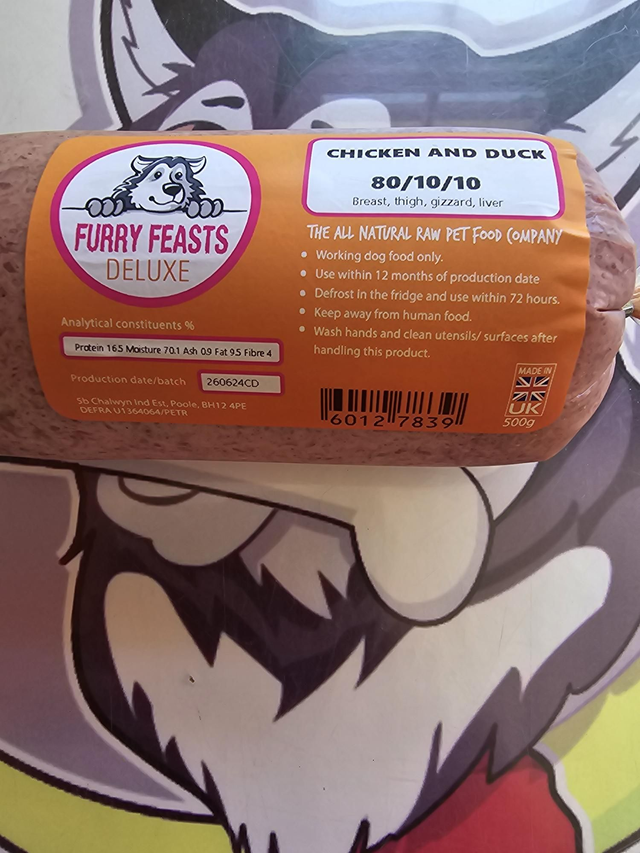 FURRY FEASTS
DELUXE
Analytical constituents %
Protein 16.5 Moisture 70.1 Ash 0.9 Fat 9.5 Fibre 4
Production date/batch 260624CD
5b Chalwyn Ind Est, Poole, BH12 4PE
DEFRA U1364064/PETR
CHICKEN AND DUCK
80/10/10
Breast, thigh, gizzard, liver
THE ALL NATURAL RAW PET FOOD COMPANY
• Working dog food only.
• Use within 12 months of production date
• Defrost in the fridge and use within 72 hours.
• Keep away from human food.
• Wash hands and clean utensils/ surfaces after
handling this product.
6012 7839
MADE IN
UK
500g